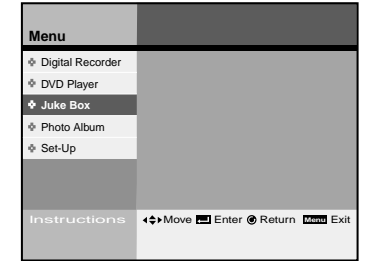 Menu
Digital Recorder
DVD Player
Juke Box
Photo Album
Set-Up
Instructions
Move Enter Return Menu Exit